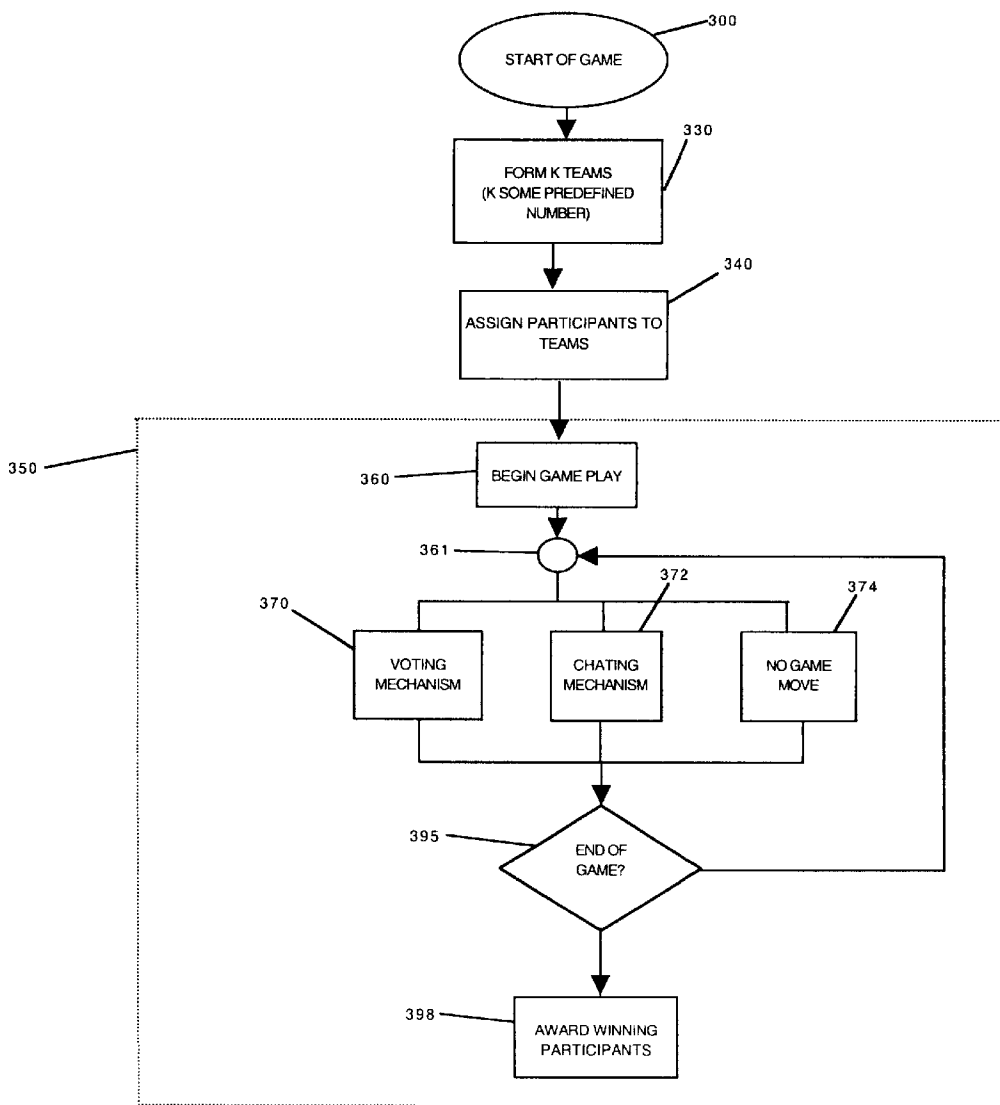 300
START OF GAME
330
FORM K TEAMS
(K SOME PREDEFINED
NUMBER)
340
ASSIGN PARTICIPANTS TO
TEAMS
350
360
BEGIN GAME PLAY
361
372
374
370
VOTING
MECHANISM
CHATING
MECHANISM
NO GAME
MOVE
395
END OF
GAME?
398
AWARD WINNING
PARTICIPANTS